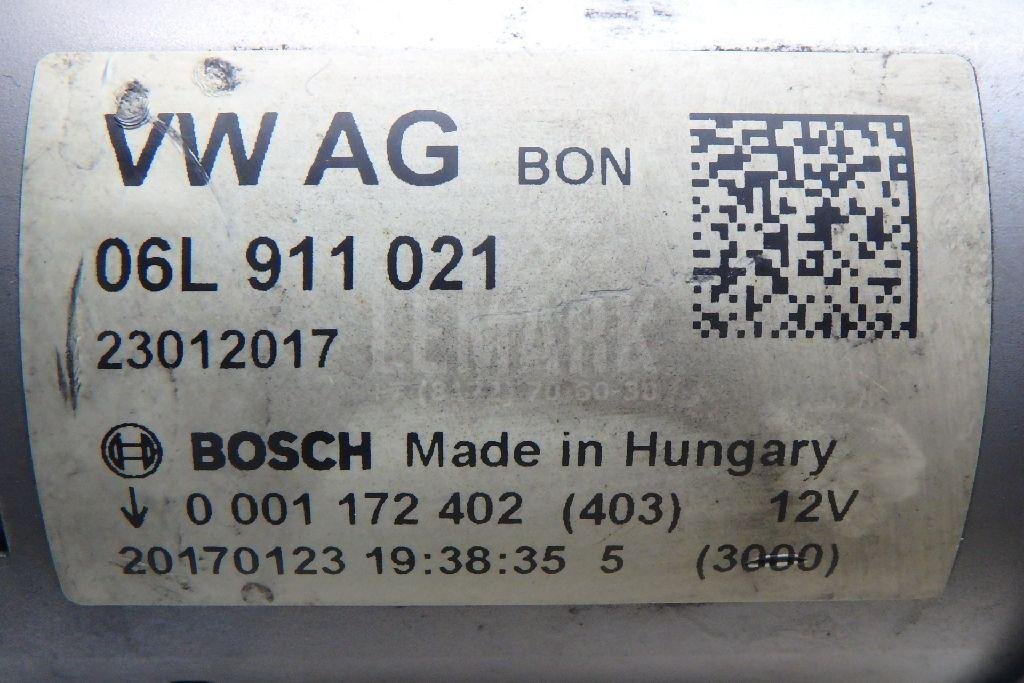 VW AG BON
06L 911 021
23012017
LEMARK
BOSCH Made in Hungary
↓ 0 001 172 402 (403) 12V
20170123 19:38:35 5 (3000)